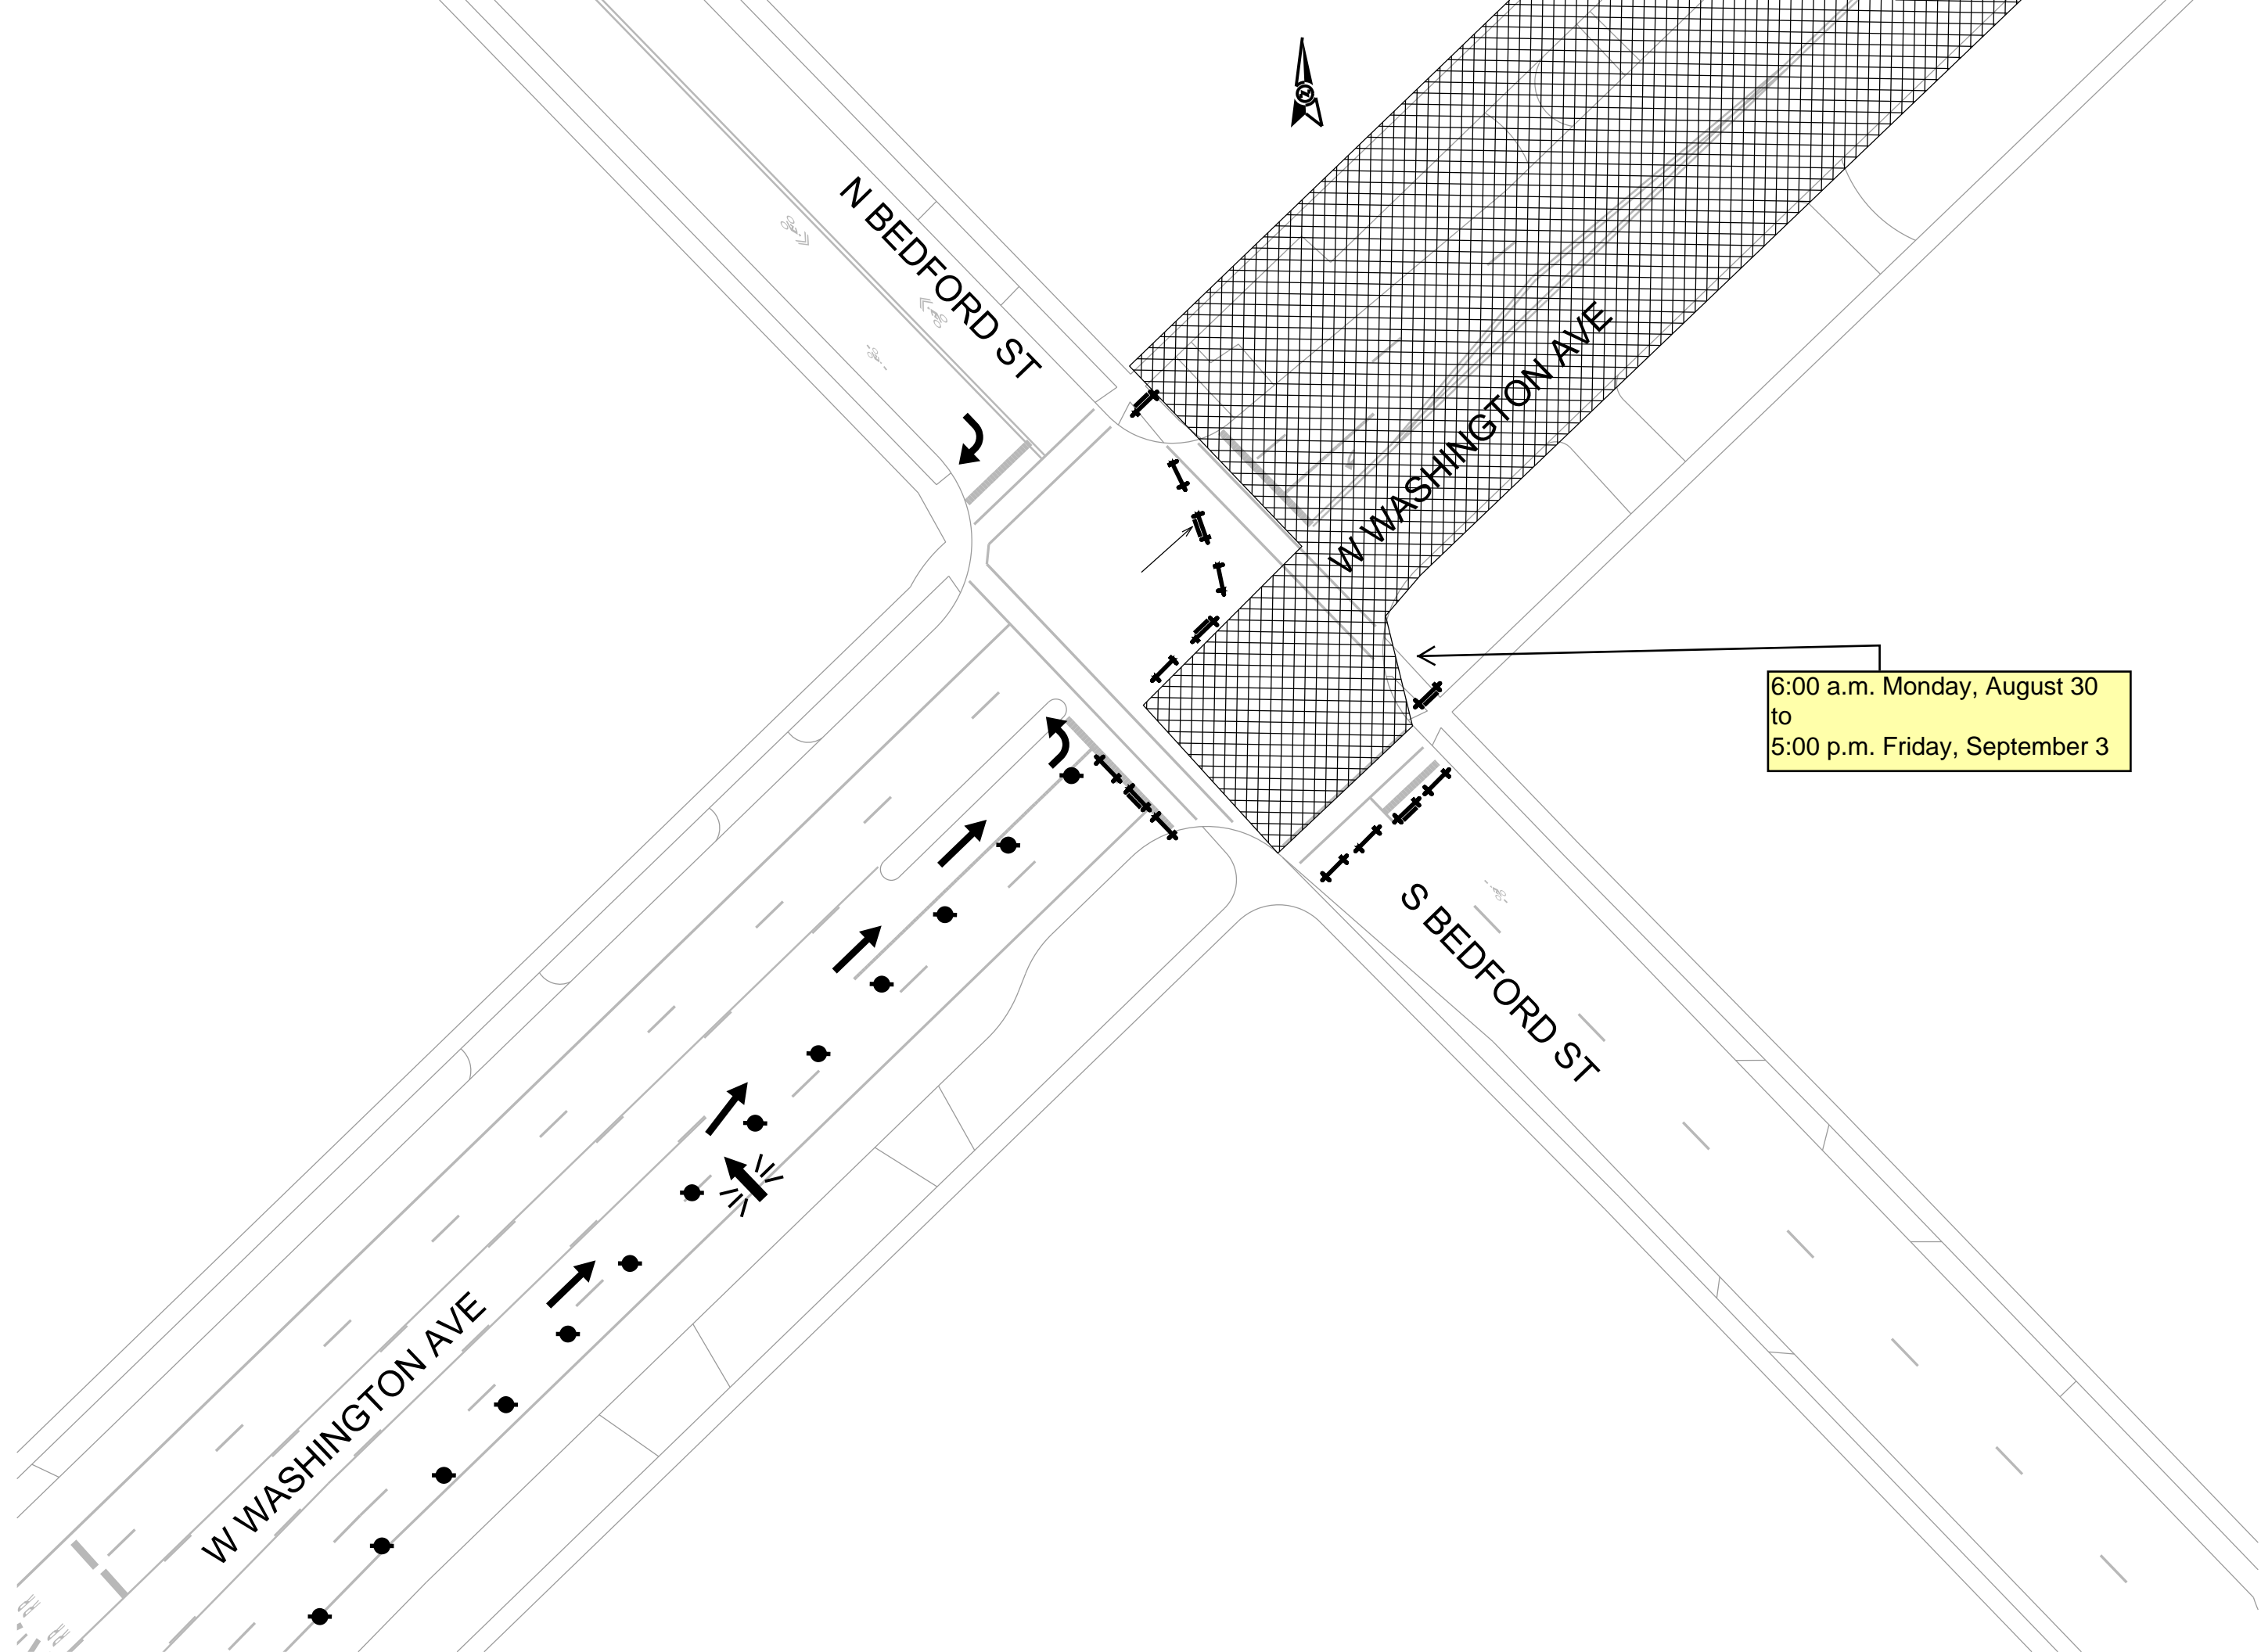 N BEDFORD ST
W WASHINGTON AVE
6:00 a.m. Monday, August 30
to
5:00 p.m. Friday, September 3
S BEDFORD ST
W WASHINGTON AVE